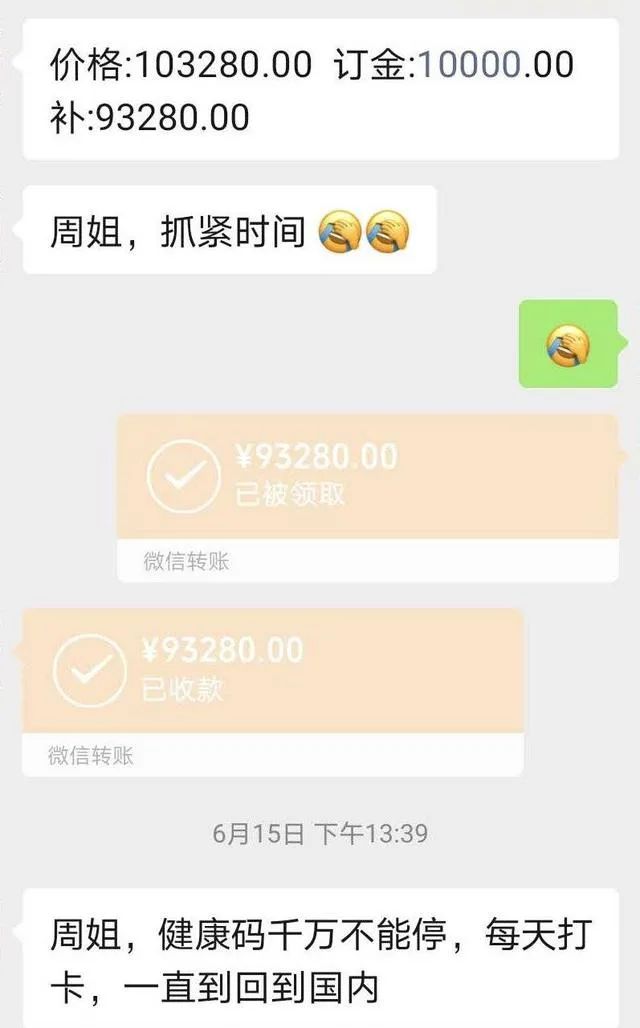 价格:103280.00 订金:10000.00
补:93280.00
周姐，抓紧时间
¥93280.00
已被领取
微信转账
¥93280.00
已收款
微信转账
6月15日 下午13:39
周姐，健康码千万不能停，每天打
卡，一直到回到国内